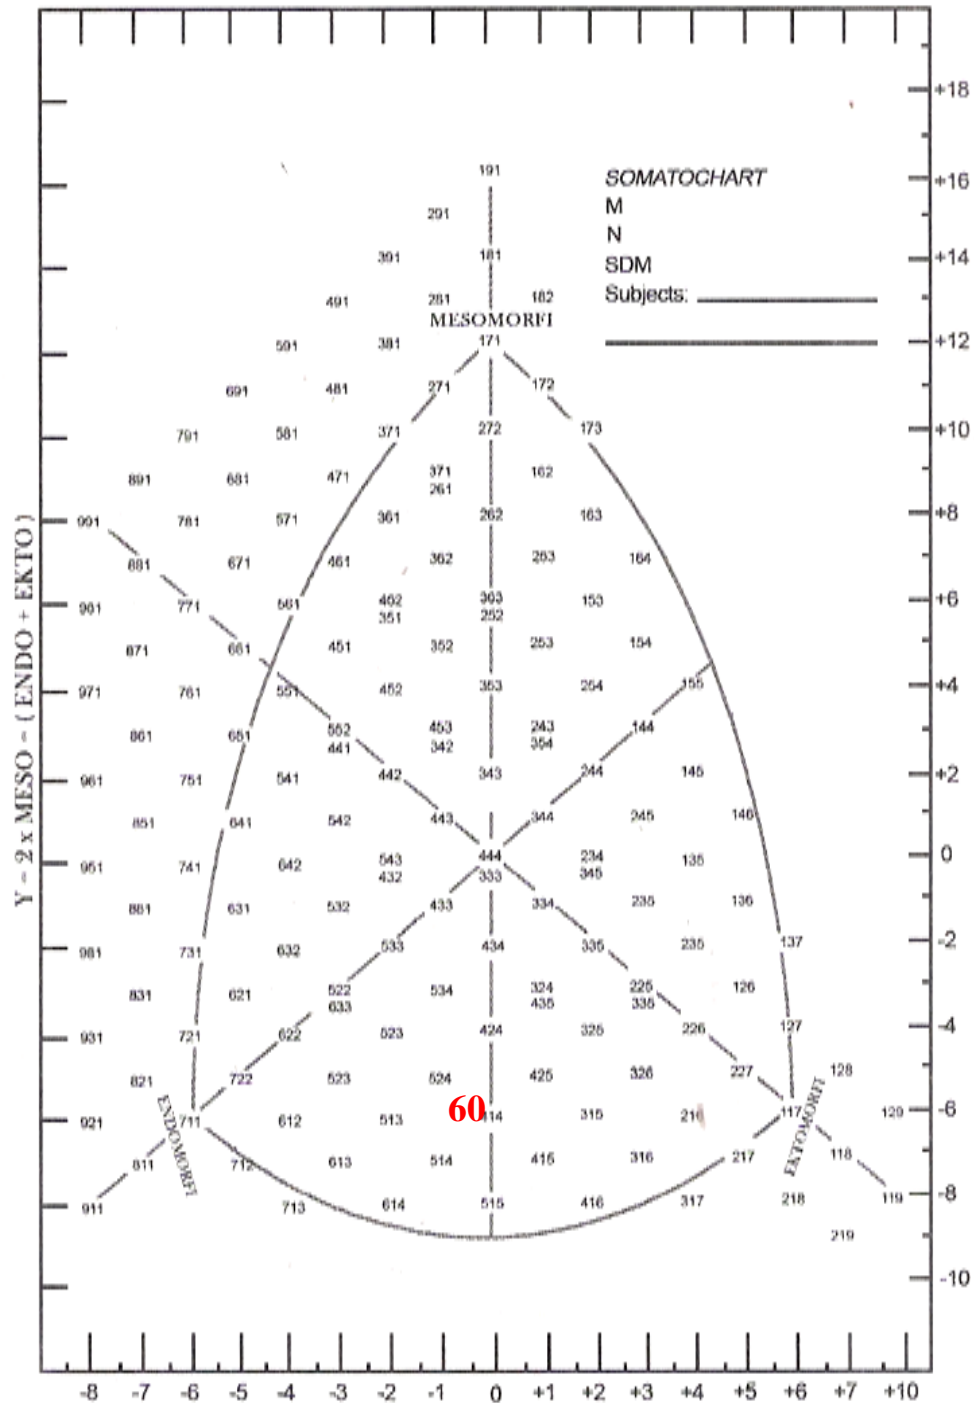 +18
191
SOMATOCHART
+16
M
291
N
391 181
+14
SDM
491 281 182
Subjects:
MESOMORFI
591 381 171
+12
691 481 271 172
791 581 371 272 173
+10
891 681 471 371 162
261
991 781 571 361 262 163
+8
881 671 461 362 263 164
981 771 561 462 363 153
+6
351 252
871 661 451 352 253 154
971 761 551 452 353 254 155
+4
861 651 552 453 243 144
441 342 354
961 751 541 442 343 244 145
+2
851 641 542 443 344 245 146
951 741 642 543 444 234 135
0
432 333 345
881 631 532 433 334 235 136
981 731 632 533 434 335 235 137
-2
831 621 522 534 324 225 126
633 435 335
931 721 622 523 424 325 226 127
-4
821 722 523 524 425 326 227 128
921 711 612 513 60 14 315 216 117 129
-6
811 712 613 514 415 316 217 118
911 713 614 515 416 317 218 119
-8
219
-10
ENDOMORFI
EKTOMORFI
Y - 2 x MESO - ( ENDO + EKTO )
-8 -7 -6 -5 -4 -3 -2 -1 0 +1 +2 +3 +4 +5 +6 +7 +10